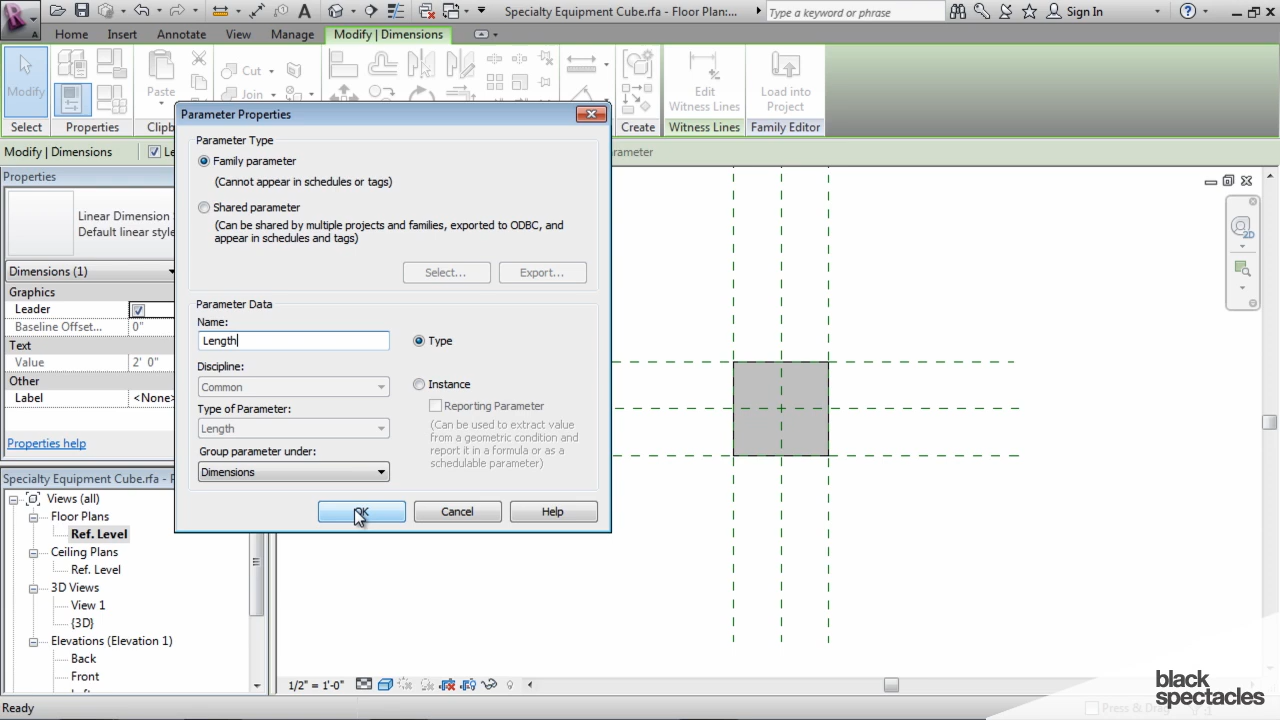 Specialty Equipment Cube.rfa - Floor Plan:...
Type a keyword or phrase
Sign In
Home Insert Annotate View Manage Modify | Dimensions
Modify
Paste
Cut
Join
Edit
Witness Lines
Load into
Project
Select Properties Clipb Create Witness Lines Family Editor
Modify | Dimensions Le
Parameter Properties
Parameter Type
Family parameter
(Cannot appear in schedules or tags)
Shared parameter
(Can be shared by multiple projects and families, exported to ODBC, and
appear in schedules and tags)
Select... Export...
Parameter Data
Name:
Length
Type
Discipline:
Common
Instance
Reporting Parameter
Type of Parameter:
Length
(Can be used to extract value
from a geometric condition and
report it in a formula or as a
schedulable parameter)
Group parameter under:
Dimensions
OK Cancel Help
Properties
Linear Dimension
Default linear style
Dimensions (1)
Graphics
Leader
Baseline Offset... 0"
Text
Value 2' 0"
Other
Label <None>
Properties help
Specialty Equipment Cube.rfa - P
Views (all)
Floor Plans
Ref. Level
Ceiling Plans
Ref. Level
3D Views
View 1
{3D}
Elevations (Elevation 1)
Back
Front
2D
1/2" = 1'-0"
Ready
black
spectacles